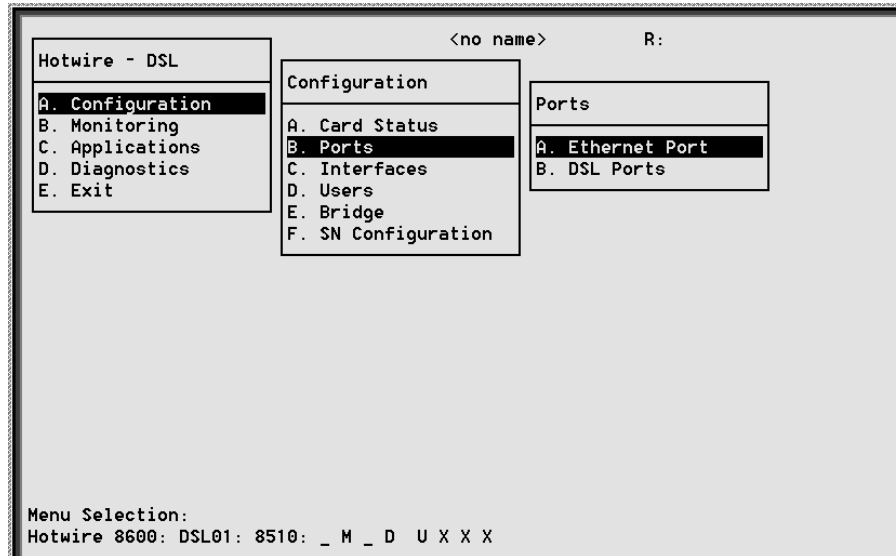 <no name> R:
Hotwire - DSL
A. Configuration
B. Monitoring
C. Applications
D. Diagnostics
E. Exit
Configuration
A. Card Status
B. Ports
C. Interfaces
D. Users
E. Bridge
F. SN Configuration
Ports
A. Ethernet Port
B. DSL Ports
Menu Selection:
Hotwire 8600: DSL01: 8510: _ M _ D U X X X